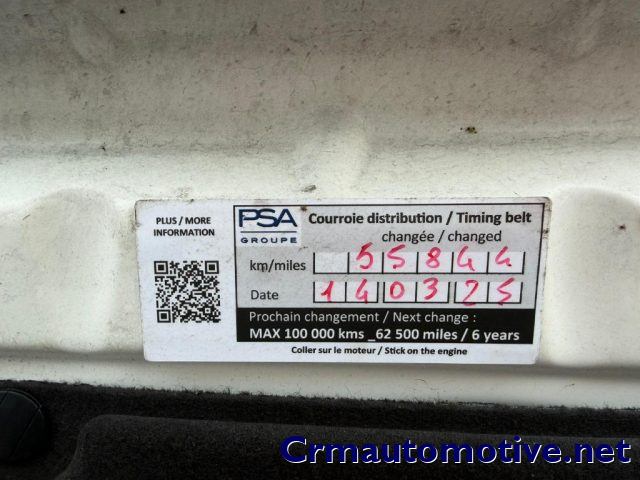 PLUS / MORE
INFORMATION
PSA
GROUPE
Courroie distribution / Timing belt
changée / changed
km/miles 55844
Date 140325
Prochain changement / Next change :
MAX 100 000 kms _62 500 miles / 6 years
Coller sur le moteur / Stick on the engine
Crmautomotive.net